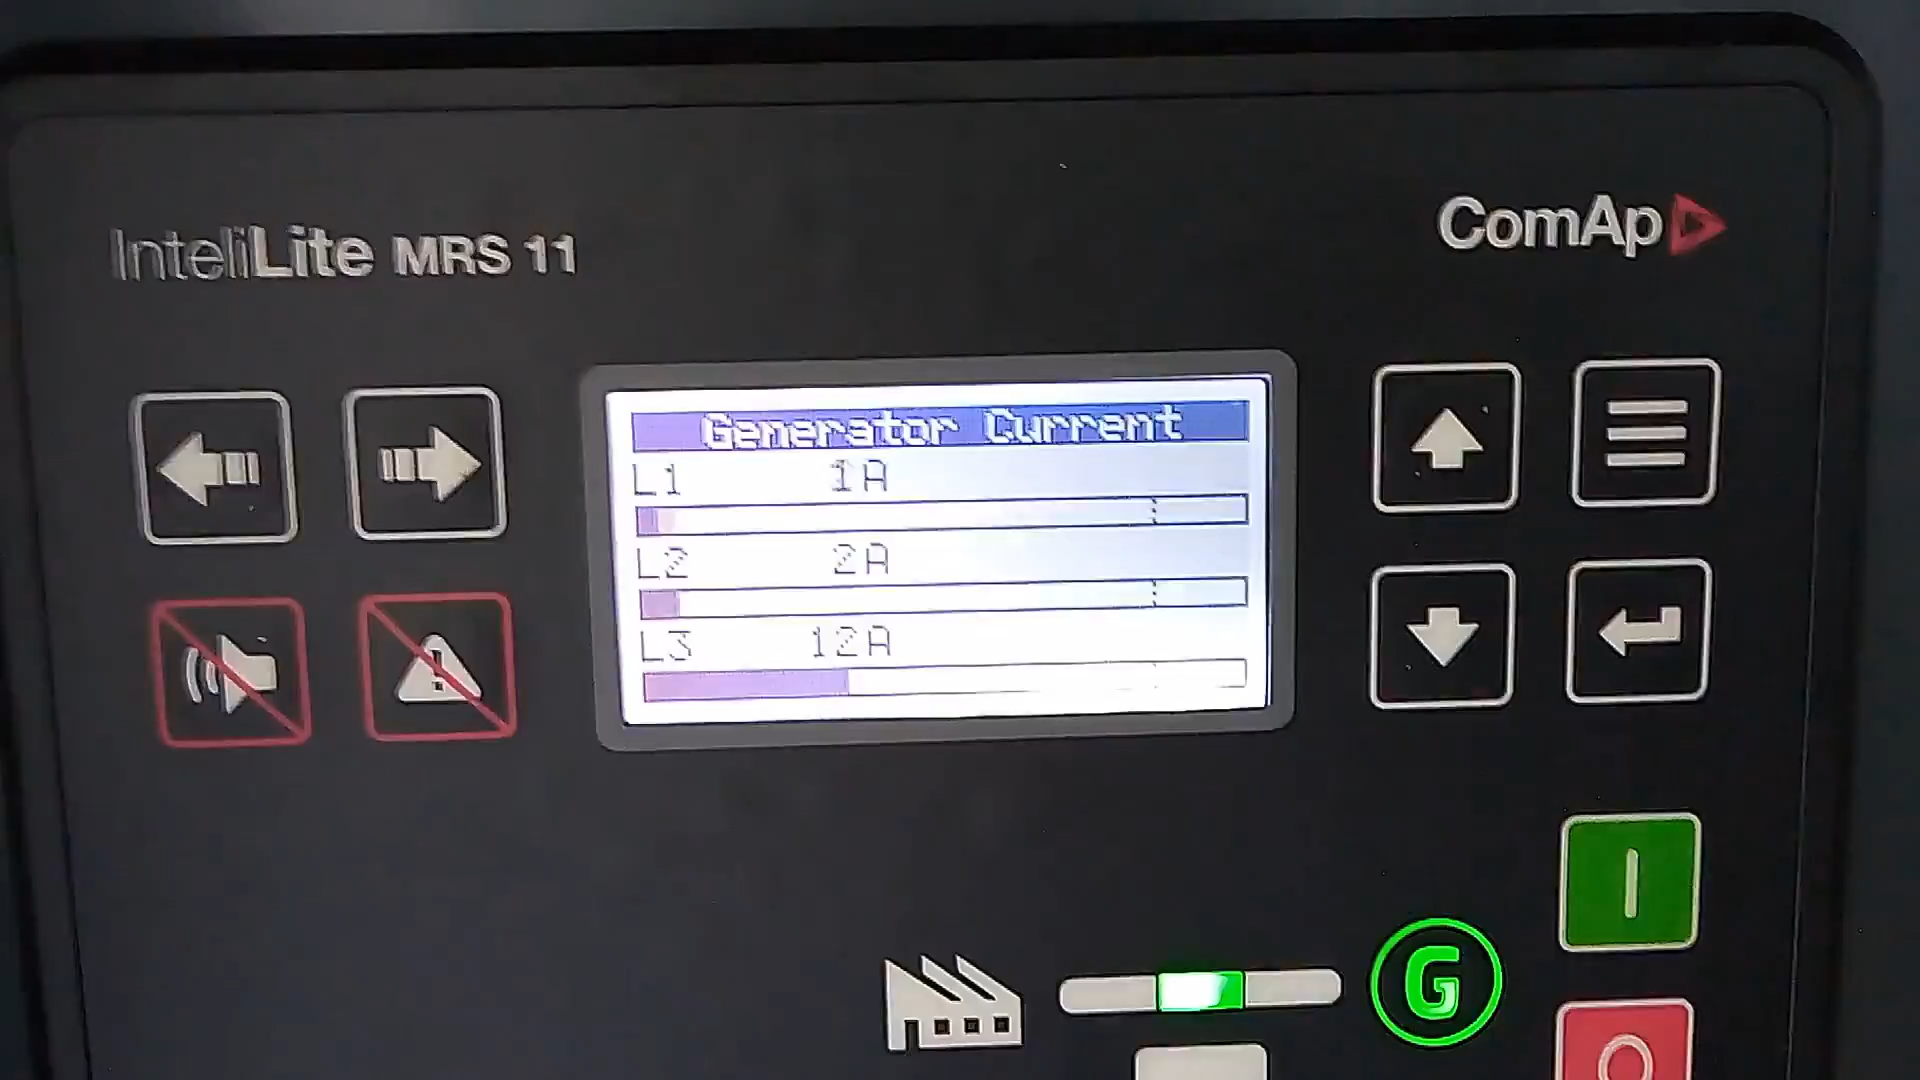 ComAp
InteliLite MRS 11
Generator Current
L1 1A
L2 2A
L3 12A
G